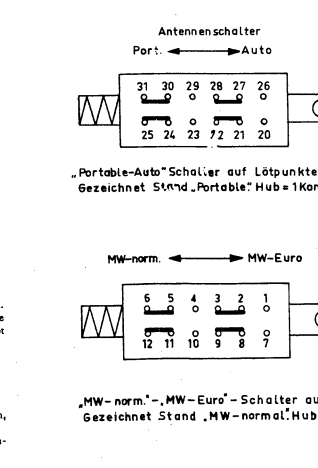 Antennenschalter
Port. Auto
31 30 29 28 27 26
25 24 23 22 21 20
„Portable-Auto" Schalter auf Lötpunkte
Gezeichnet Stand „Portable." Hub = 1 Kon
MW-norm. MW-Euro
6 5 4 3 2 1
12 11 10 9 8 7
„MW-norm."-„MW-Euro"-Schalter au
Gezeichnet Stand „MW-normal". Hub